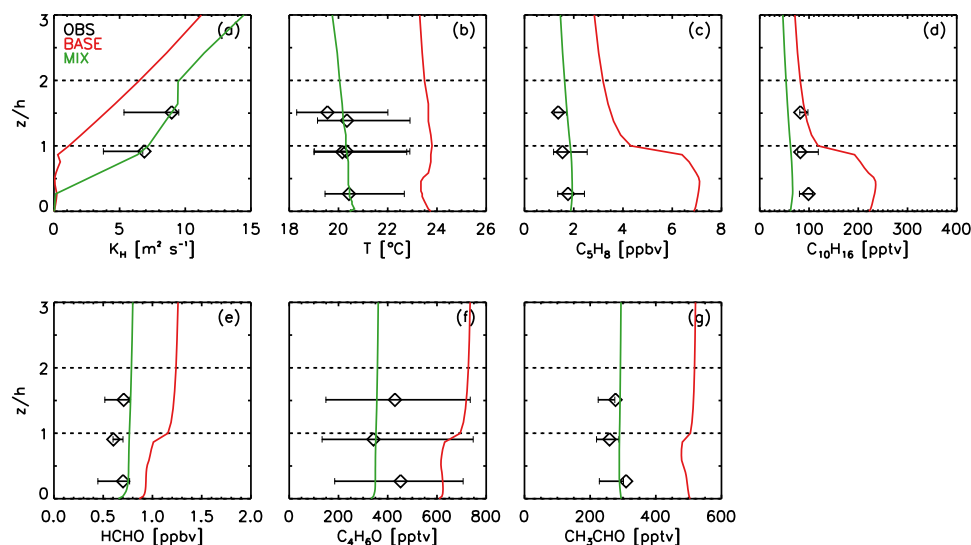 3
2
1
0
z/h
OBS
BASE
MIX
(a)
0 5 10 15
K_H [m² s⁻¹]
(b)
18 20 22 24 26
T [°C]
(c)
0 2 4 6 8
C₅H₈ [ppbv]
(d)
0 100 200 300 400
C₁₀H₁₆ [pptv]
3
2
1
0
z/h
(e)
0.0 0.5 1.0 1.5 2.0
HCHO [ppbv]
(f)
0 200 400 600 800
C₄H₆O [pptv]
(g)
0 200 400 600
CH₃CHO [pptv]